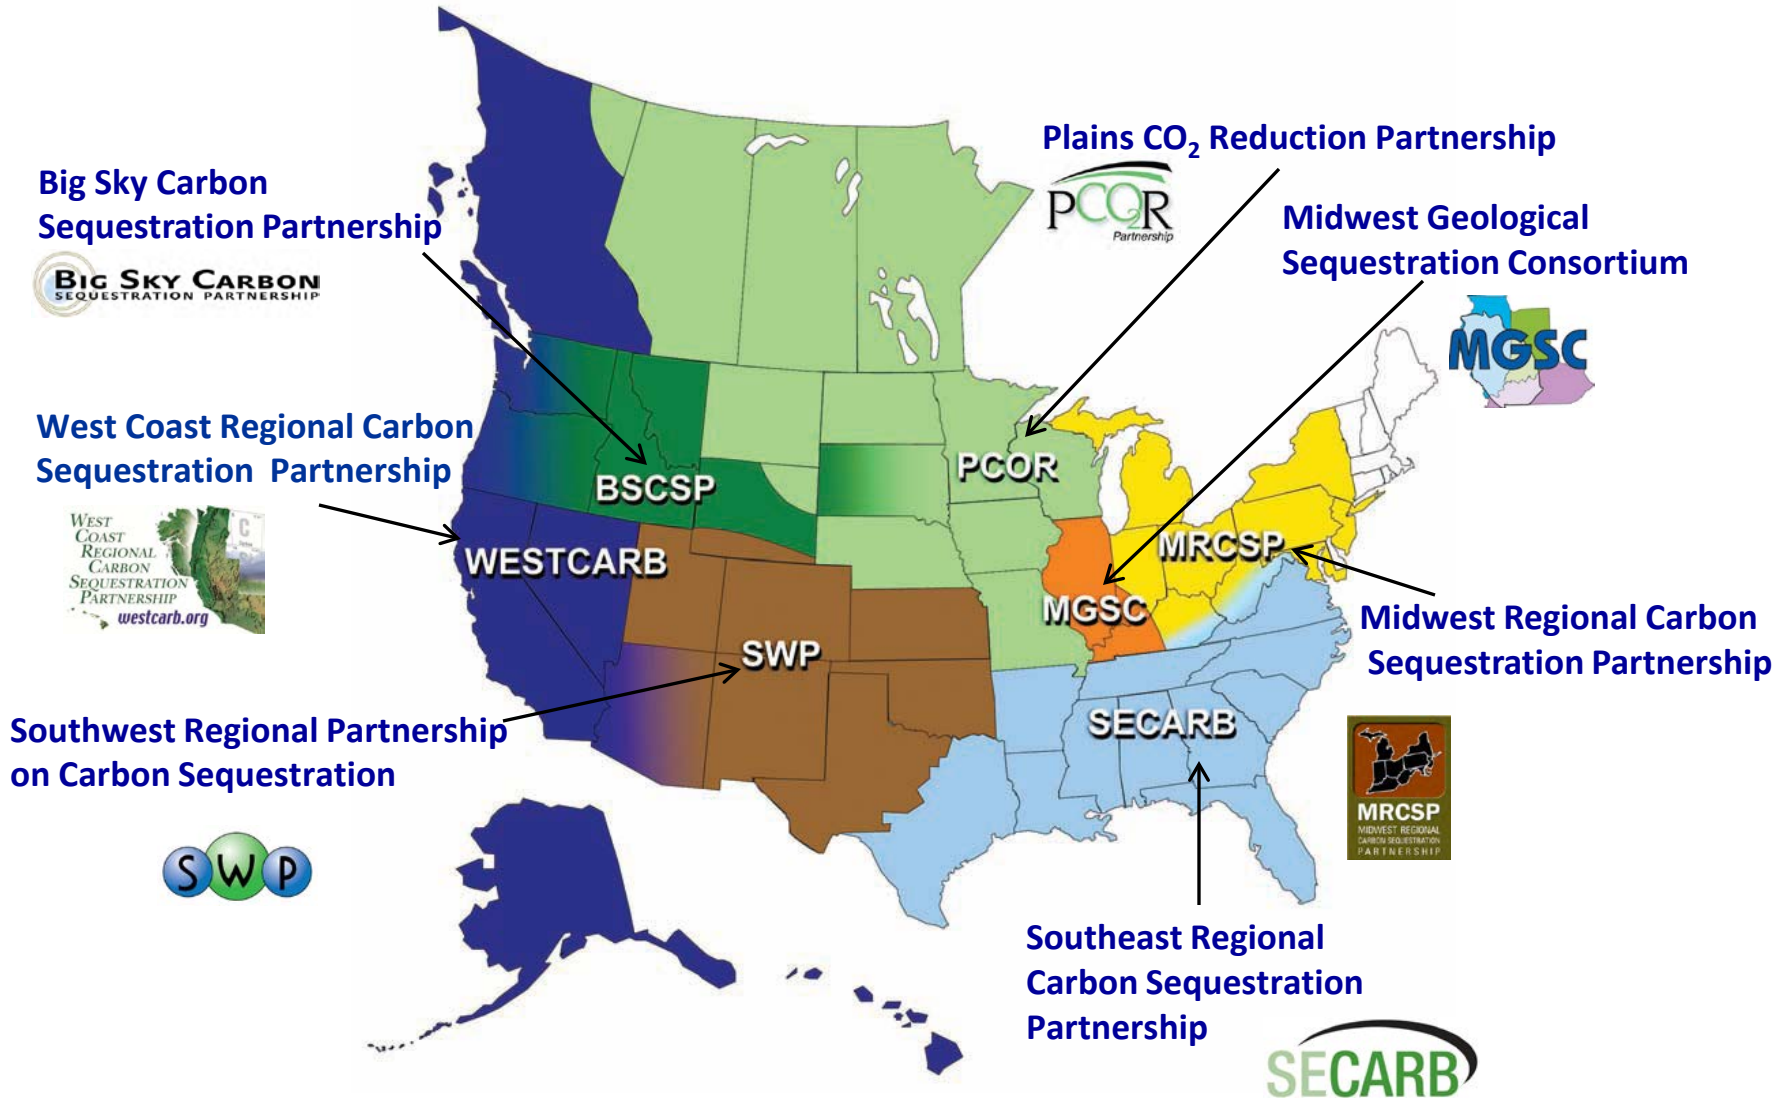 Plains CO₂ Reduction Partnership
PCO2R
Partnership
Big Sky Carbon
Sequestration Partnership
BIG SKY CARBON
SEQUESTRATION PARTNERSHIP
Midwest Geological
Sequestration Consortium
MGSC
West Coast Regional Carbon
Sequestration Partnership
WEST
COAST
REGIONAL
CARBON
SEQUESTRATION
PARTNERSHIP
westcarb.org
BSCSP
PCOR
WESTCARB
MRCSP
MGSC
SWP
SECARB
Midwest Regional Carbon
Sequestration Partnership
MRCSP
MIDWEST REGIONAL
CARBON SEQUESTRATION
PARTNERSHIP
Southwest Regional Partnership
on Carbon Sequestration
SWP
Southeast Regional
Carbon Sequestration
Partnership
SECARB